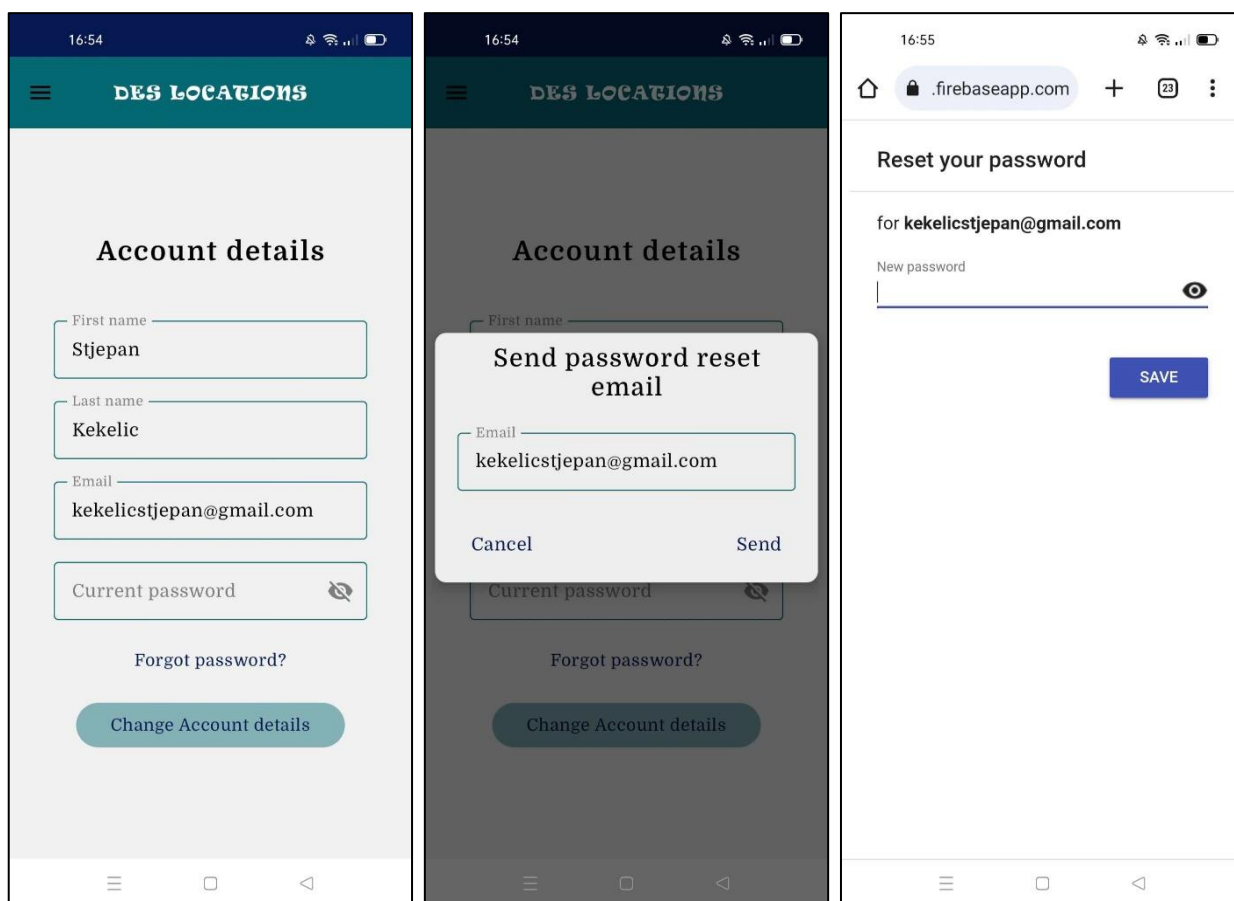 16:54
DES LOCATIONS
Account details
First name
Stjepan
Last name
Kekelic
Email
kekelicstjepan@gmail.com
Current password
Forgot password?
Change Account details
16:54
DES LOCATIONS
Account details
First name
Send password reset
email
Email
kekelicstjepan@gmail.com
Cancel
Send
Current password
Forgot password?
Change Account details
16:55
.firebaseapp.com
23
Reset your password
for kekelicstjepan@gmail.com
New password
SAVE